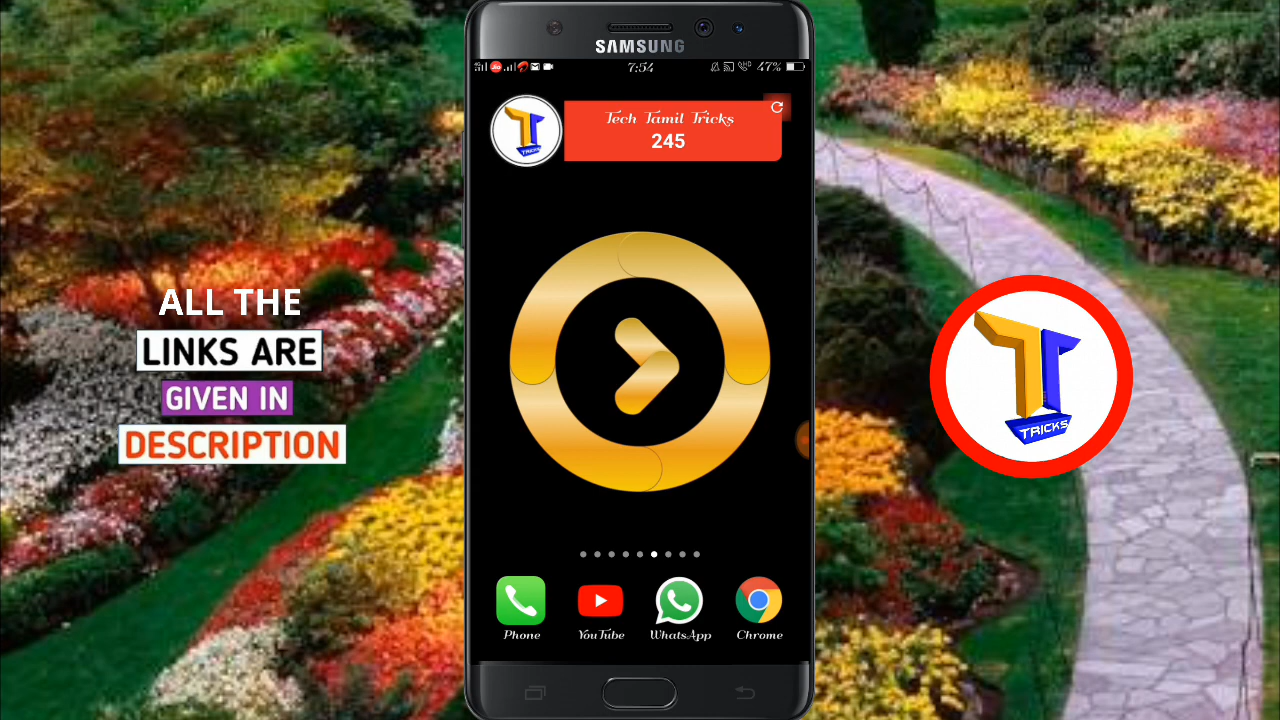 SAMSUNG
7:54
47%
Tech Tamil Tricks
245
TRICKS
ALL THE
LINKS ARE
GIVEN IN
DESCRIPTION
TRICKS
Phone
YouTube
WhatsApp
Chrome